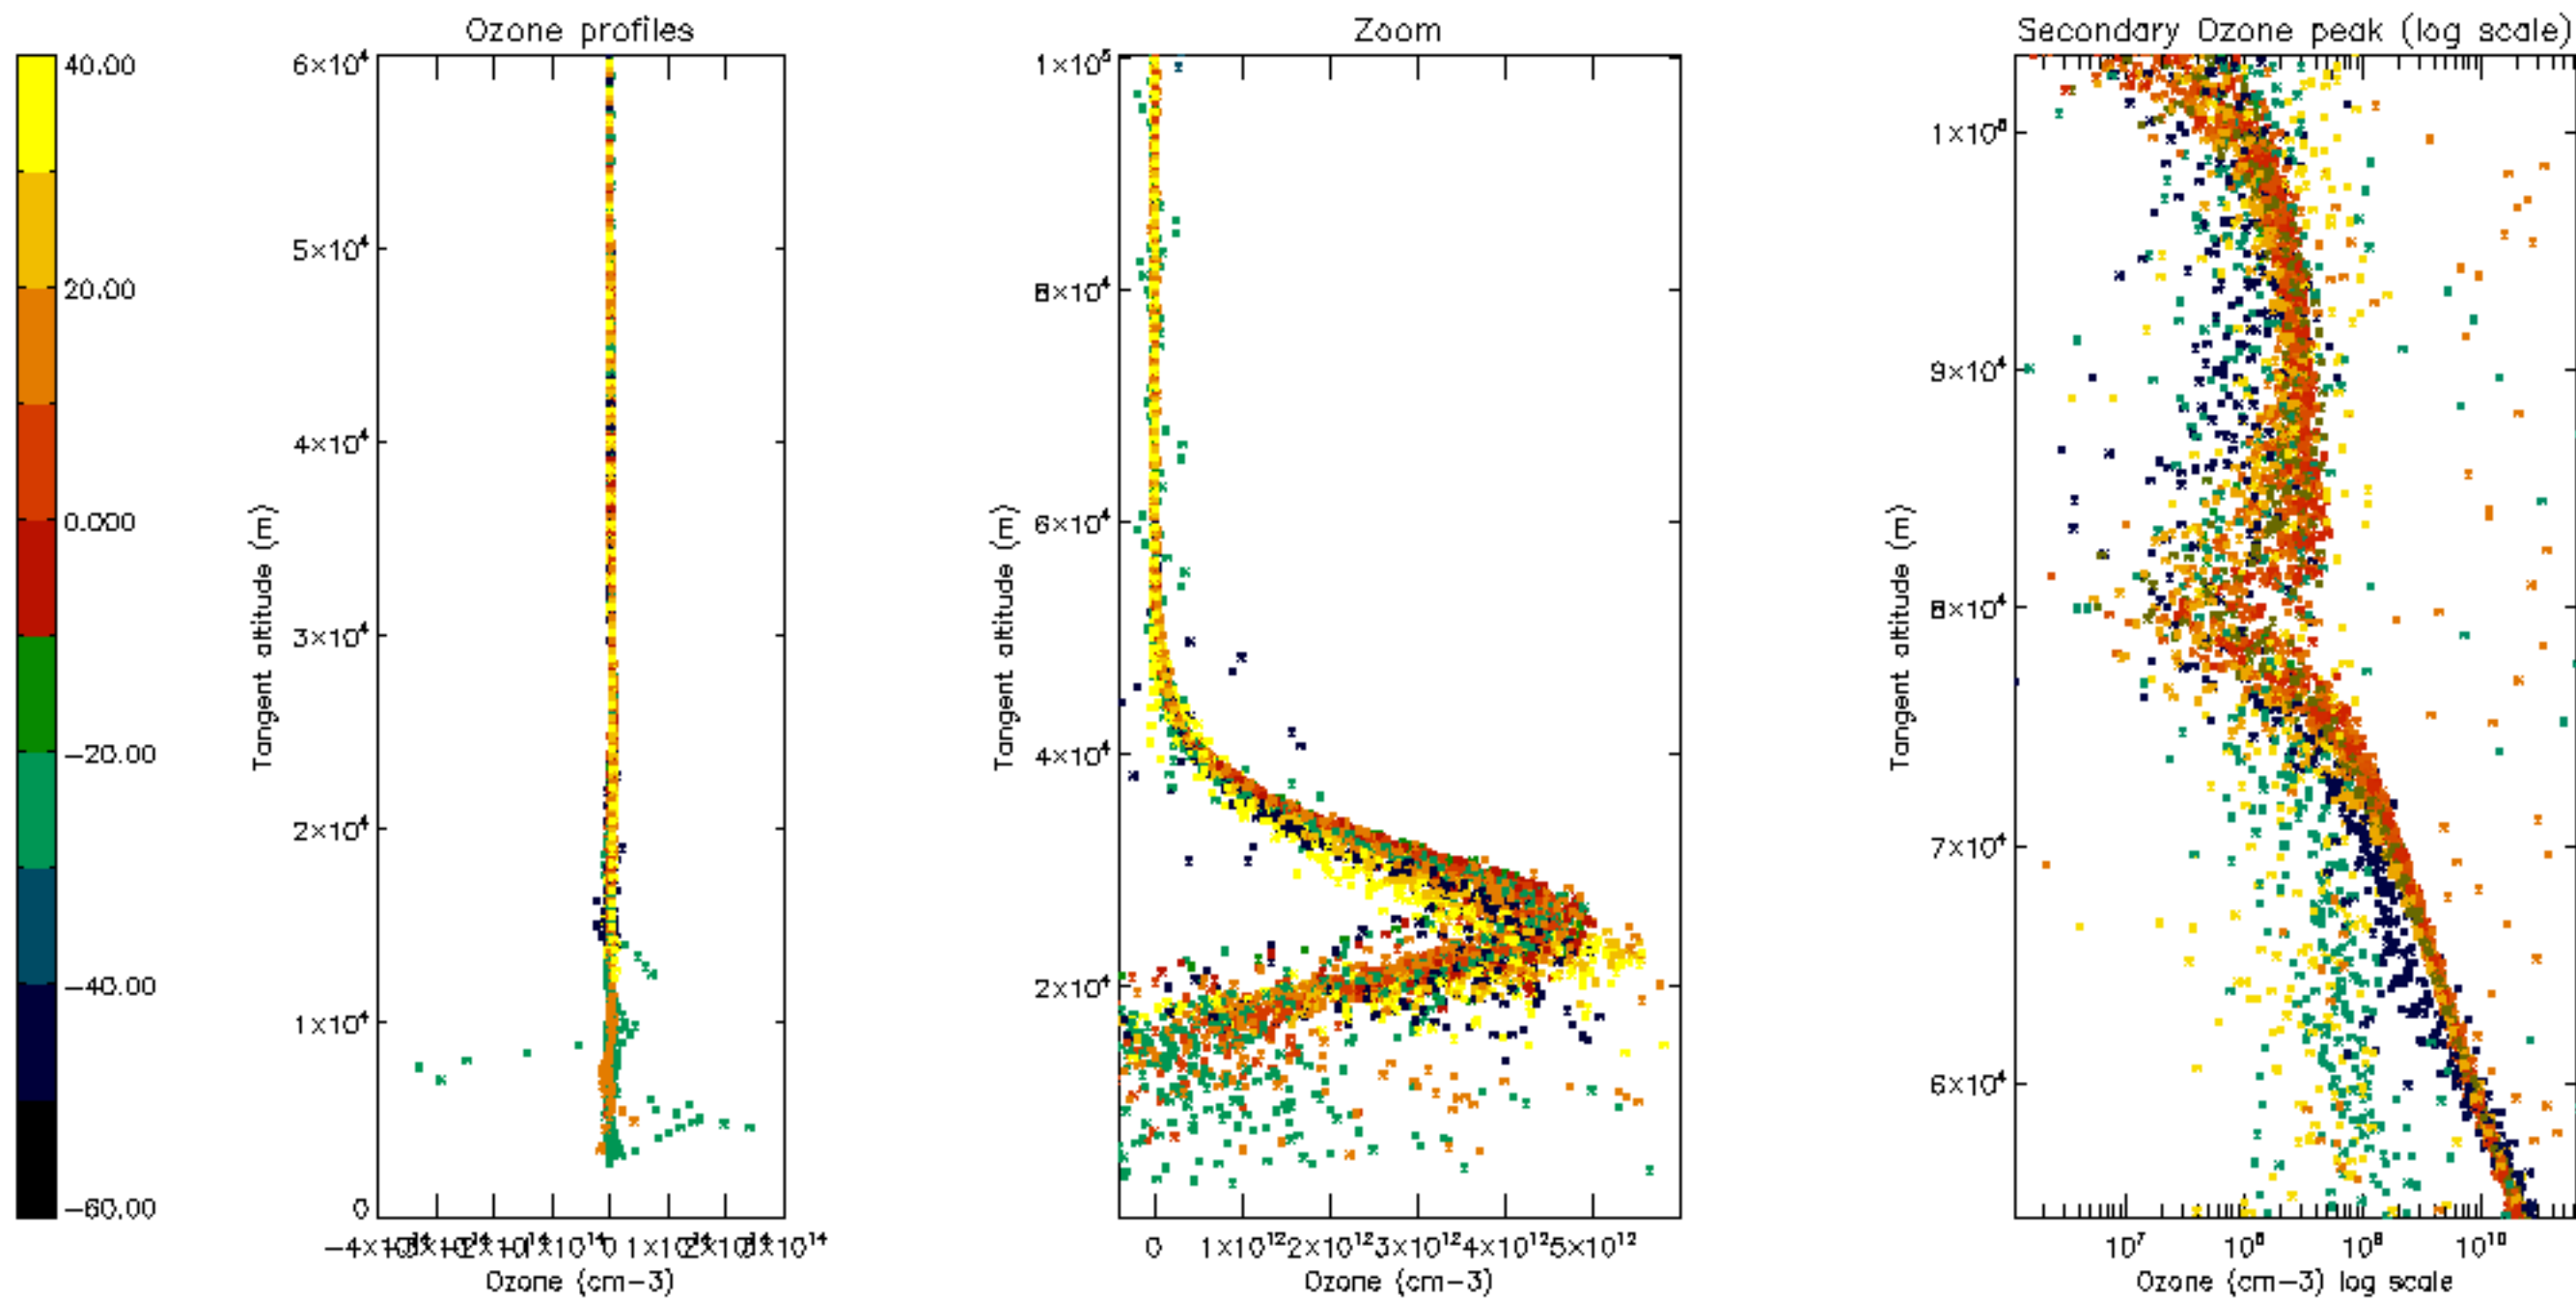 Ozone profiles
Zoom
Secondary Ozone peak (log scale)
40.00
20.00
0.000
-20.00
-40.00
-60.00
6×10⁴
5×10⁴
4×10⁴
3×10⁴
2×10⁴
1×10⁴
0
Tangent altitude (m)
0
Ozone (cm-3)
1×10⁵
8×10⁴
6×10⁴
4×10⁴
2×10⁴
Tangent altitude (m)
0 1×10¹² 2×10¹² 3×10¹² 4×10¹² 5×10¹²
Ozone (cm-3)
9×10⁴
8×10⁴
7×10⁴
6×10⁴
Tangent altitude (m)
10⁷ 10⁸ 10⁹ 10¹⁰
Ozone (cm-3) log scale